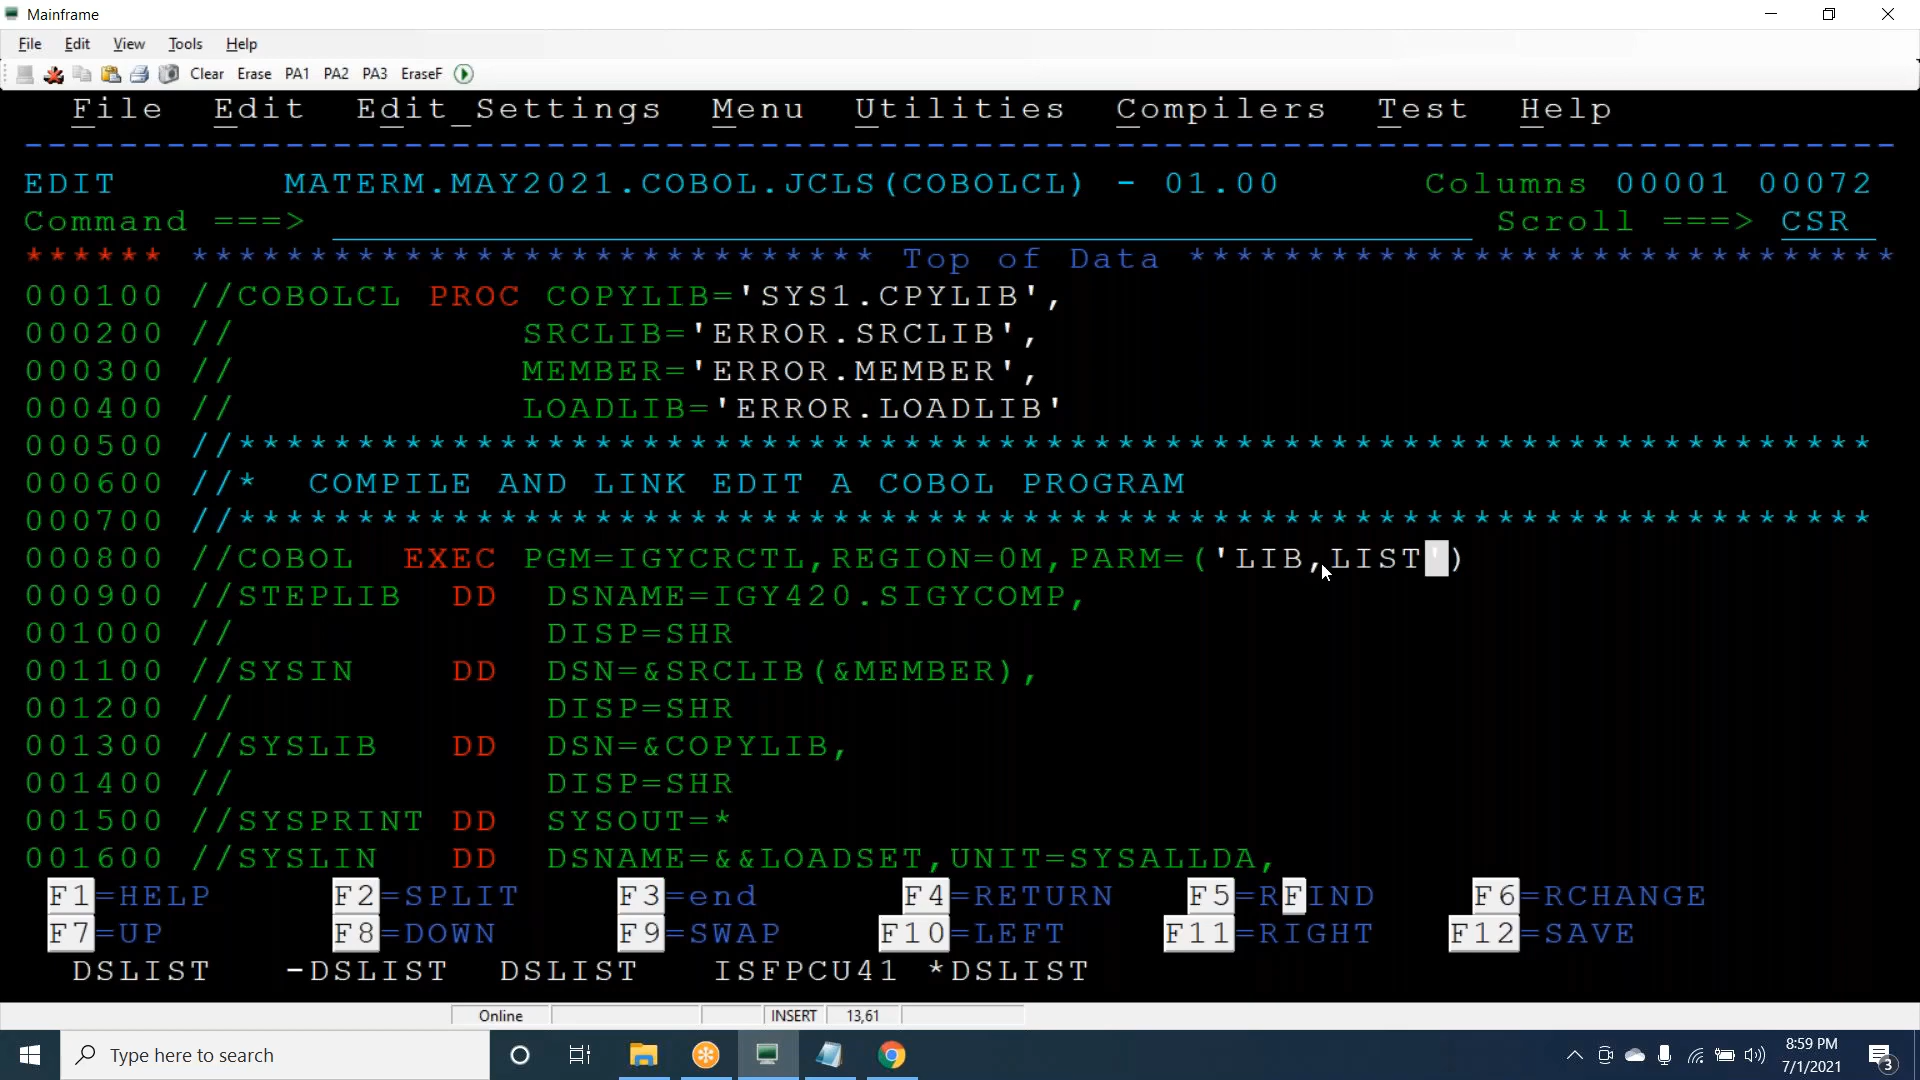 Mainframe
File Edit View Tools Help
Clear Erase PA1 PA2 PA3 EraseF
File Edit Edit_Settings Menu Utilities Compilers Test Help
-------------------------------------------------------------------------------
EDIT MATERM.MAY2021.COBOL.JCLS(COBOLCL) - 01.00 Columns 00001 00072
Command ===> Scroll ===> CSR
****** ***************************** Top of Data ******************************
000100 //COBOLCL PROC COPYLIB='SYS1.CPYLIB',
000200 // SRCLIB='ERROR.SRCLIB',
000300 // MEMBER='ERROR.MEMBER',
000400 // LOADLIB='ERROR.LOADLIB'
000500 //*********************************************************************
000600 //* COMPILE AND LINK EDIT A COBOL PROGRAM
000700 //*********************************************************************
000800 //COBOL EXEC PGM=IGYCRCTL,REGION=0M,PARM=('LIB,LIST')
000900 //STEPLIB DD DSNAME=IGY420.SIGYCOMP,
001000 // DISP=SHR
001100 //SYSIN DD DSN=&SRCLIB(&MEMBER),
001200 // DISP=SHR
001300 //SYSLIB DD DSN=&COPYLIB,
001400 // DISP=SHR
001500 //SYSPRINT DD SYSOUT=*
001600 //SYSLIN DD DSNAME=&&LOADSET,UNIT=SYSALLDA,
F1=HELP F2=SPLIT F3=end F4=RETURN F5=RFIND F6=RCHANGE
F7=UP F8=DOWN F9=SWAP F10=LEFT F11=RIGHT F12=SAVE
DSLIST -DSLIST DSLIST ISFPCU41 *DSLIST
Online INSERT 13,61
Type here to search
8:59 PM
7/1/2021
3